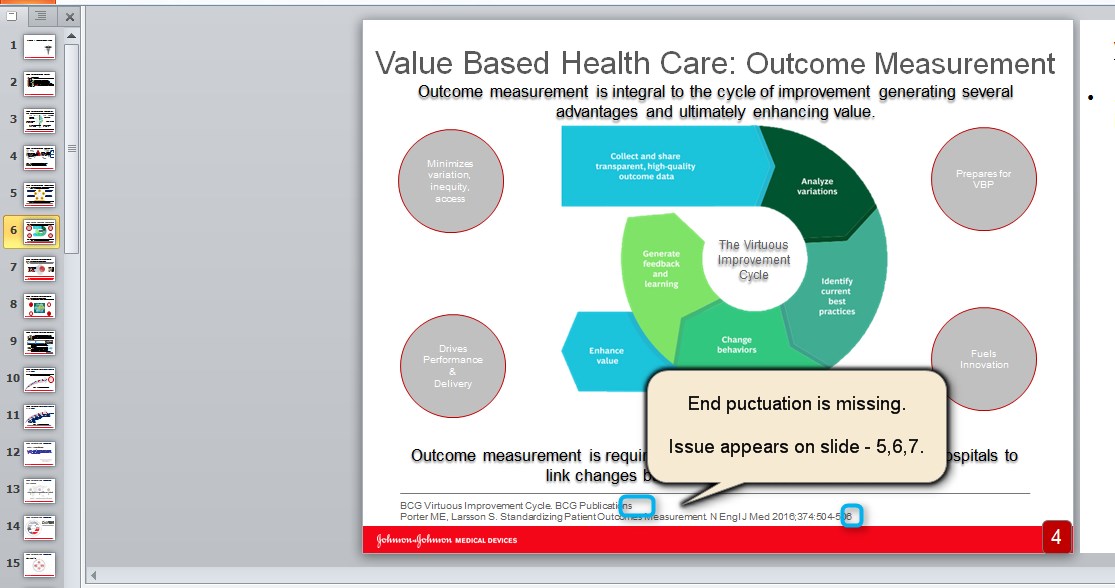 Value Based Health Care: Outcome Measurement
Outcome measurement is integral to the cycle of improvement generating several
advantages and ultimately enhancing value.
Minimizes
variation,
inequity,
access
Collect and share
transparent, high-quality
outcome data
Analyze
variations
Prepares for
VBP
The Virtuous
Improvement
Cycle
Generate
feedback
and
learning
Identify
current
best
practices
Drives
Performance
&
Delivery
Enhance
value
Change
behaviors
Fuels
Innovation
End puctuation is missing.
Issue appears on slide - 5,6,7.
Outcome measurement is
to
link changes
BCG Virtuous Improvement Cycle. BCG Publications
Porter ME, Larsson S. Standardizing Patient Outcomes Measurement. N Engl J Med 2016;374:504-506
Johnson & Johnson MEDICAL DEVICES
4
1
2
3
4
5
6
7
8
9
10
11
12
13
14
15